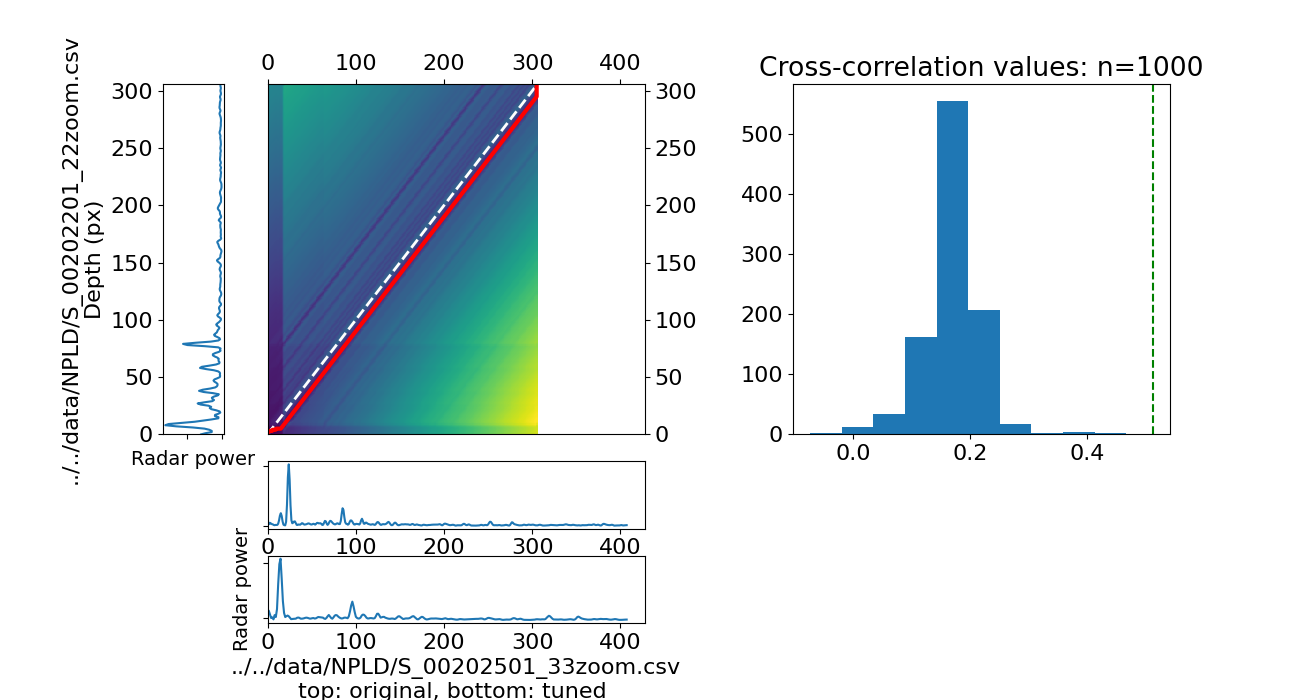 0 100 200 300 400
Cross-correlation values: n=1000
../../data/NPLD/S_00202201_22zoom.csv
Depth (px)
300
250
200
150
100
50
0
300
250
200
150
100
50
0
500
400
300
200
100
0
0.0 0.2 0.4
Radar power
0 100 200 300 400
Radar power
0 100 200 300 400
../../data/NPLD/S_00202501_33zoom.csv
top: original, bottom: tuned